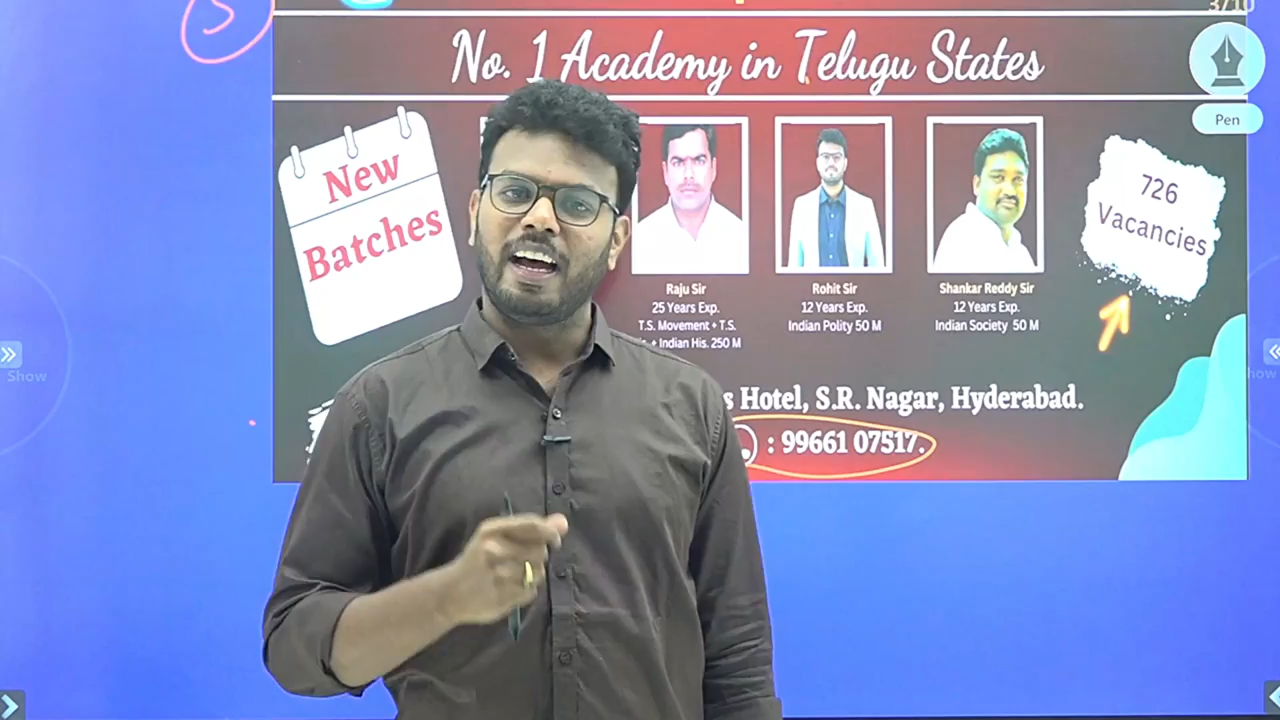 3/10
No. 1 Academy in Telugu States
Pen
New
Batches
726
Vacancies
Raju Sir
25 Years Exp.
T.S. Movement + T.S.
+ Indian His. 250 M
Rohit Sir
12 Years Exp.
Indian Polity 50 M
Shankar Reddy Sir
12 Years Exp.
Indian Society 50 M
Show
Hotel, S.R. Nagar, Hyderabad.
: 99661 07517.